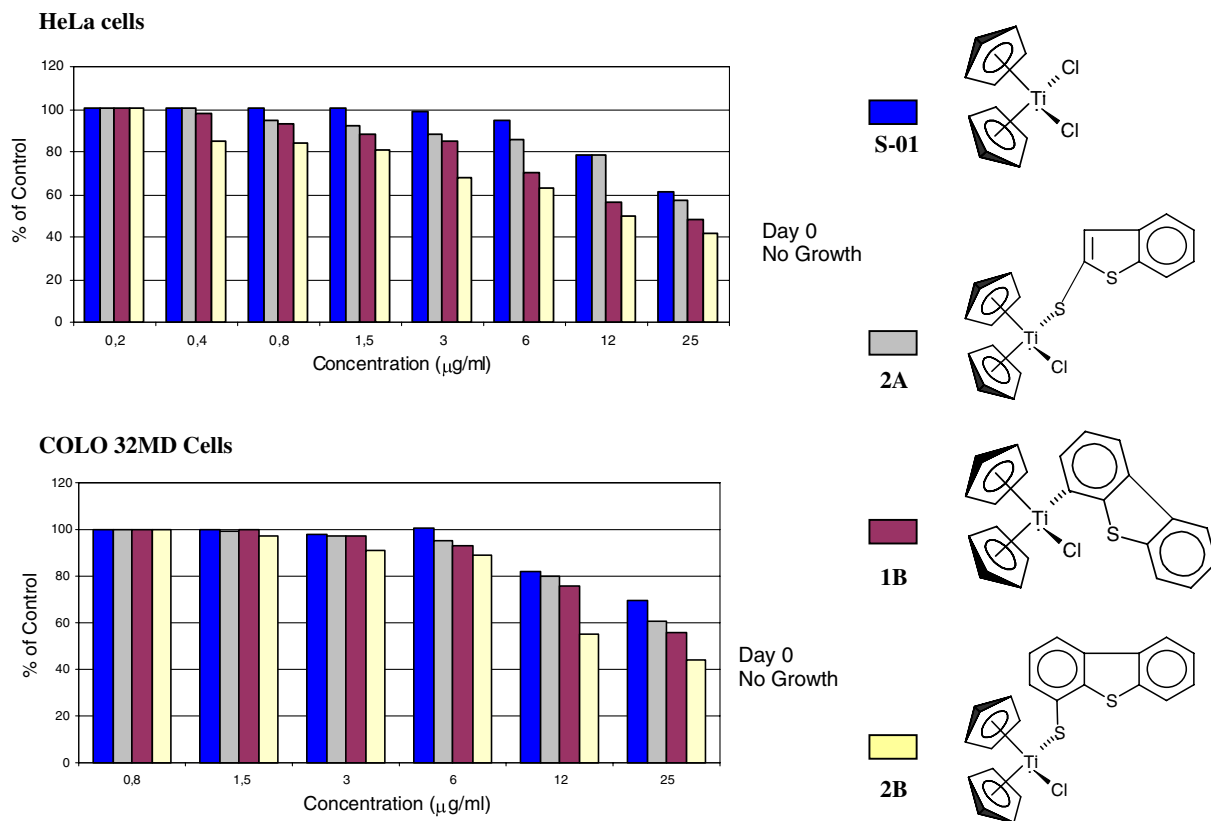 HeLa cells
120
100
80
60
40
20
0
% of Control
0,2 0,4 0,8 1,5 3 6 12 25
Concentration (µg/ml)
Day 0
No Growth
COLO 32MD Cells
120
100
80
60
40
20
0
% of Control
0,8 1,5 3 6 12 25
Concentration (µg/ml)
Day 0
No Growth
S-01
Ti
Cl
Cl
2A
S
S
Ti
Cl
1B
Ti
Cl
S
2B
S
S
Ti
Cl